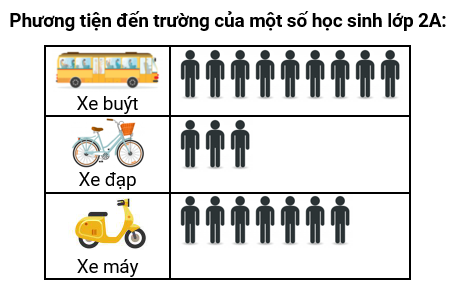 Phương tiện đến trường của một số học sinh lớp 2A:
Xe buýt
Xe đạp
Xe máy